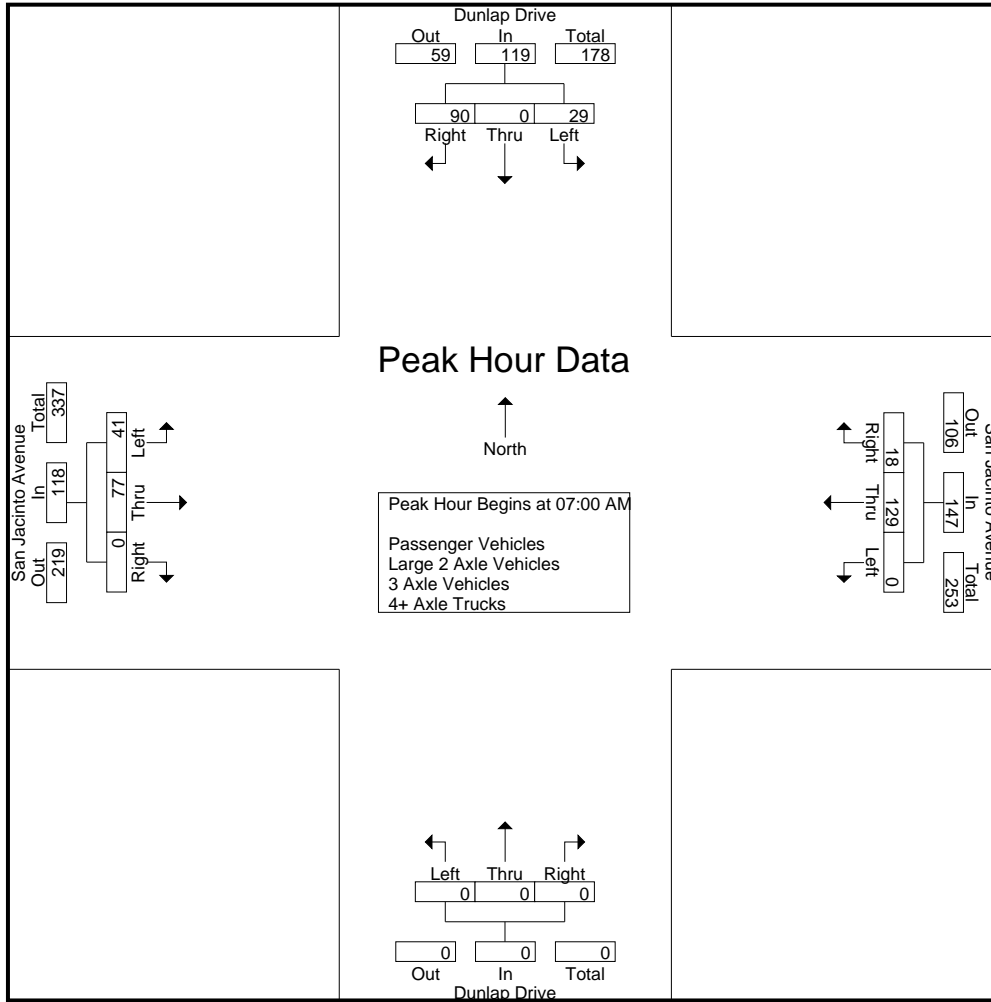 Dunlap Drive
Out In Total
59 119 178
90 0 29
Right Thru Left
Peak Hour Data
North
Peak Hour Begins at 07:00 AM
Passenger Vehicles
Large 2 Axle Vehicles
3 Axle Vehicles
4+ Axle Trucks
San Jacinto Avenue
Total In Out
337 118 219
41 77 0
Left Thru Right
Right Thru Left
18 129 0
106 147 253
Out In Total
San Jacinto Avenue
Left Thru Right
0 0 0
0 0 0
Out In Total
Dunlap Drive